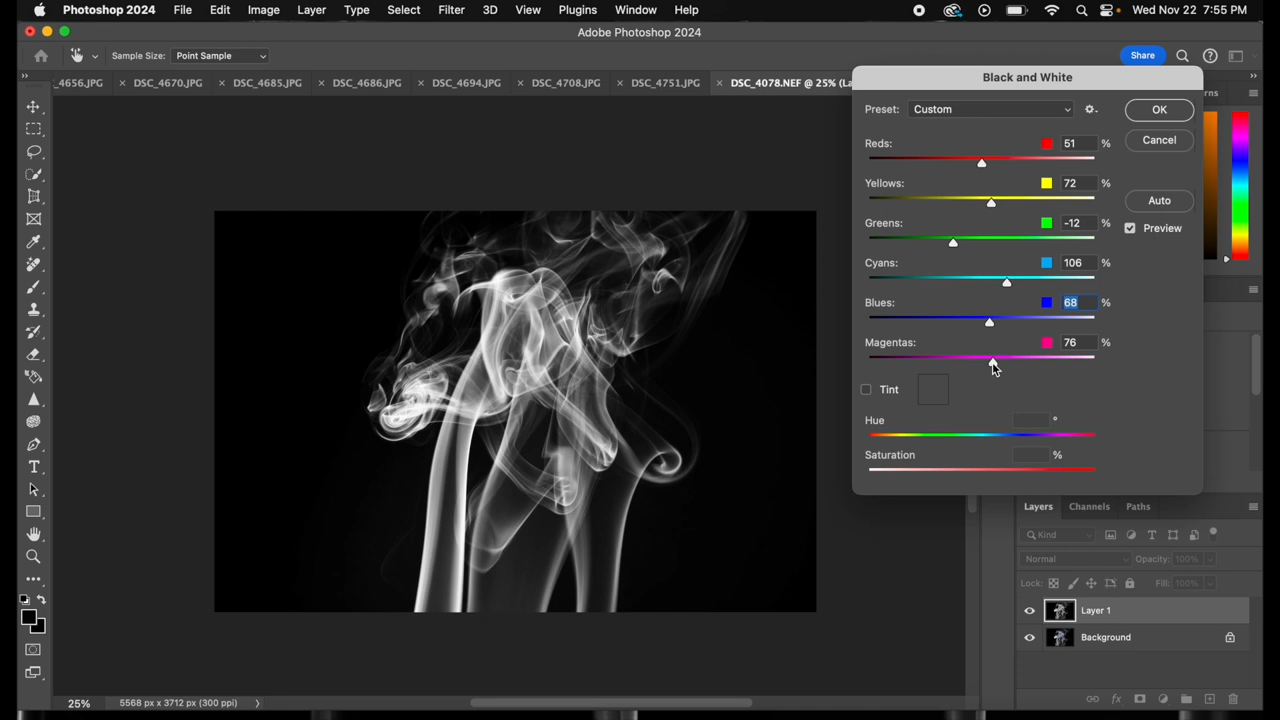 Photoshop 2024 File Edit Image Layer Type Select Filter 3D View Plugins Window Help Wed Nov 22 7:55 PM
Adobe Photoshop 2024
Sample Size: Point Sample Share
_4656.JPG × DSC_4670.JPG × DSC_4685.JPG × DSC_4686.JPG × DSC_4694.JPG × DSC_4708.JPG × DSC_4751.JPG × DSC_4078.NEF @ 25% (La
Black and White
Preset: Custom OK
Cancel
Reds: 51 %
Yellows: 72 %
Auto
Greens: -12 %
Preview
Cyans: 106 %
Blues: 68 %
Magentas: 76 %
Tint
Hue °
Saturation %
Layers Channels Paths
Kind
Normal Opacity: 100%
Lock: Fill: 100%
Layer 1
Background
fx
25% 5568 px x 3712 px (300 ppi)